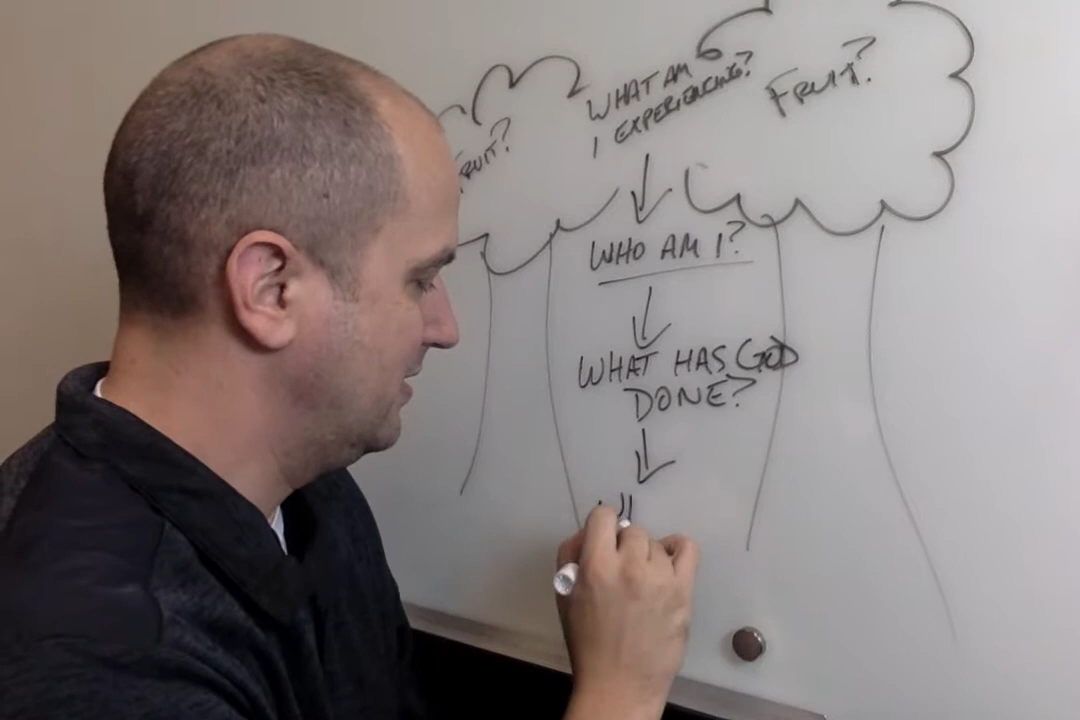 FRUIT?
WHAT AM
I EXPERIENCING?
FRUIT?
WHO AM I?
WHAT HAS GOD
DONE?